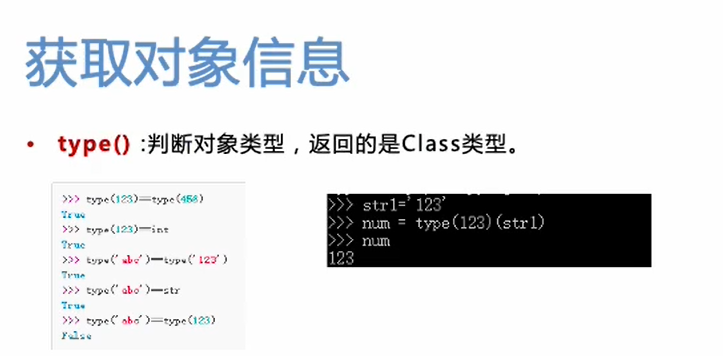 获取对象信息
• type() :判断对象类型，返回的是Class类型。
>>> type(123)==type(456)
True
>>> type(123)==int
True
>>> type('abc')==type('123')
True
>>> type('abc')==str
True
>>> type('abc')==type(123)
False
>>> str1='123'
>>> num = type(123)(str1)
>>> num
123